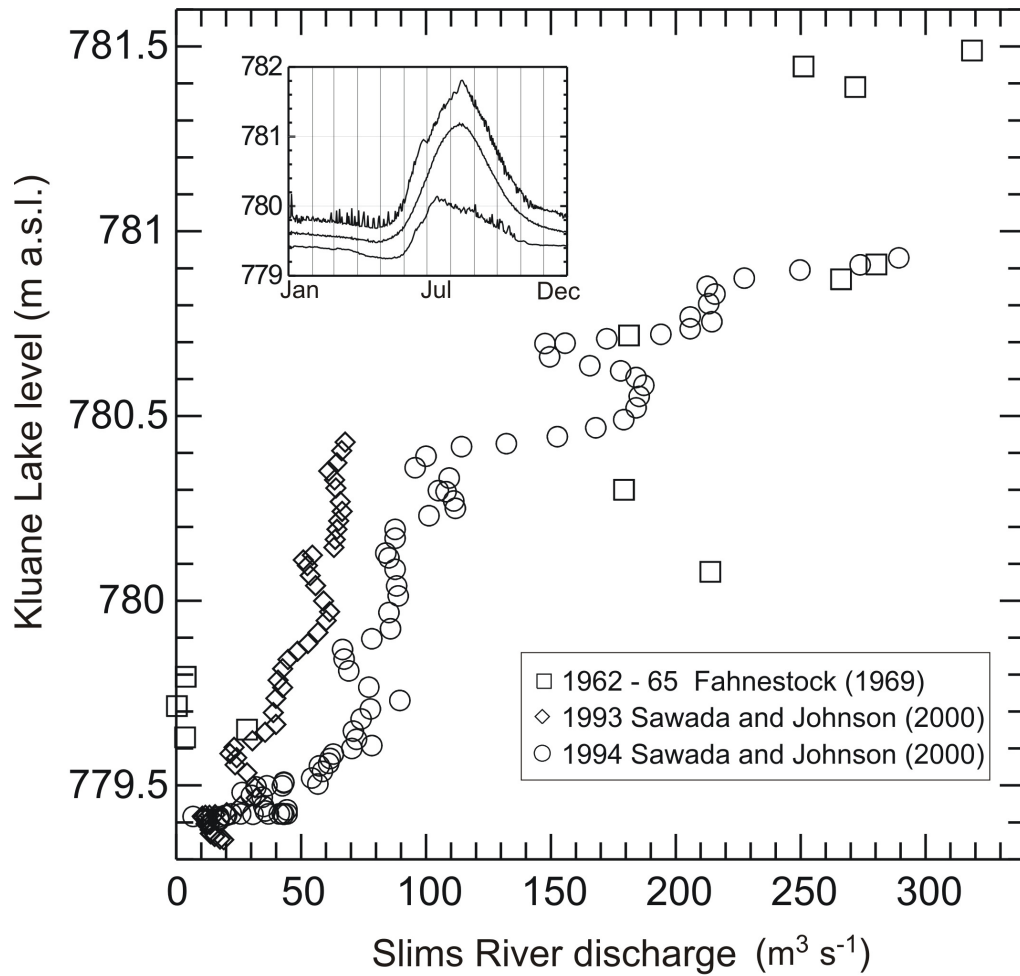 781.5
781
780.5
780
779.5
Kluane Lake level (m a.s.l.)
782
781
780
779
Jan Jul Dec
1962 - 65 Fahnestock (1969)
1993 Sawada and Johnson (2000)
1994 Sawada and Johnson (2000)
0 50 100 150 200 250 300
Slims River discharge (m³ s⁻¹)